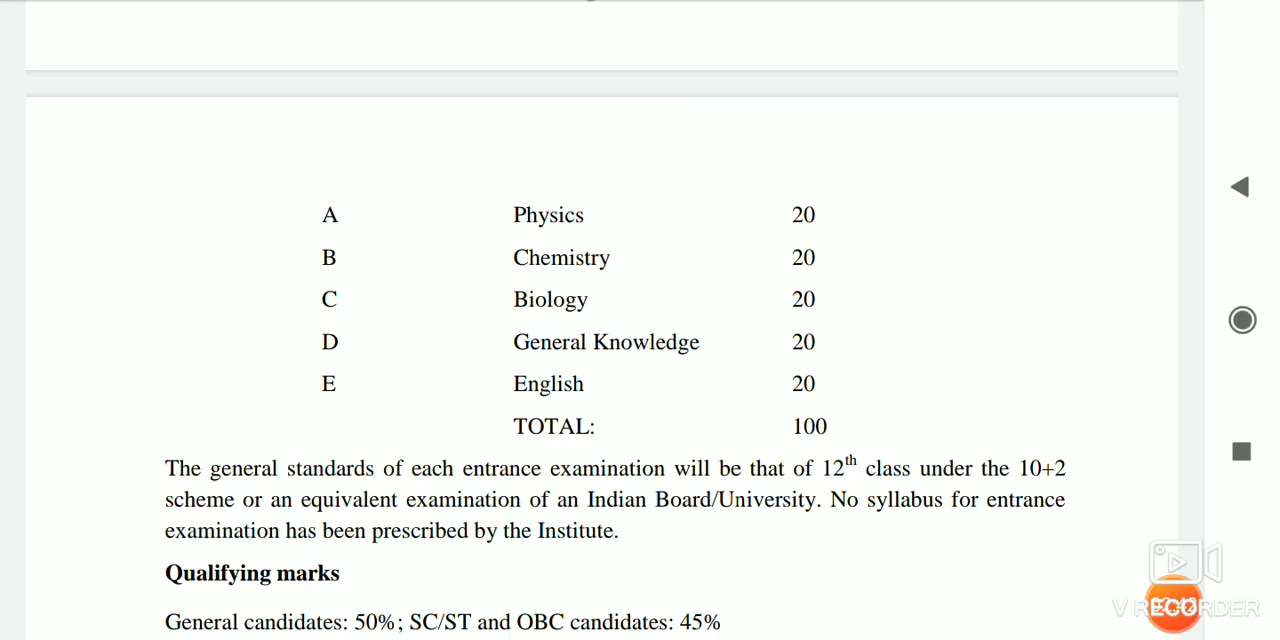 A Physics 20
B Chemistry 20
C Biology 20
D General Knowledge 20
E English 20
TOTAL: 100
The general standards of each entrance examination will be that of 12th class under the 10+2
scheme or an equivalent examination of an Indian Board/University. No syllabus for entrance
examination has been prescribed by the Institute.
Qualifying marks
General candidates: 50%; SC/ST and OBC candidates: 45%
V RECORDER